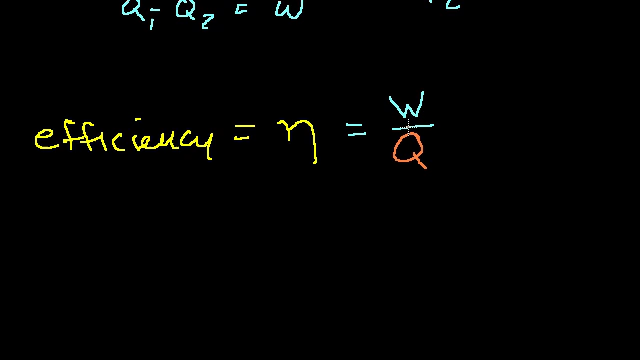 Q₁ - Q₂ = W
efficiency = η = W/Q